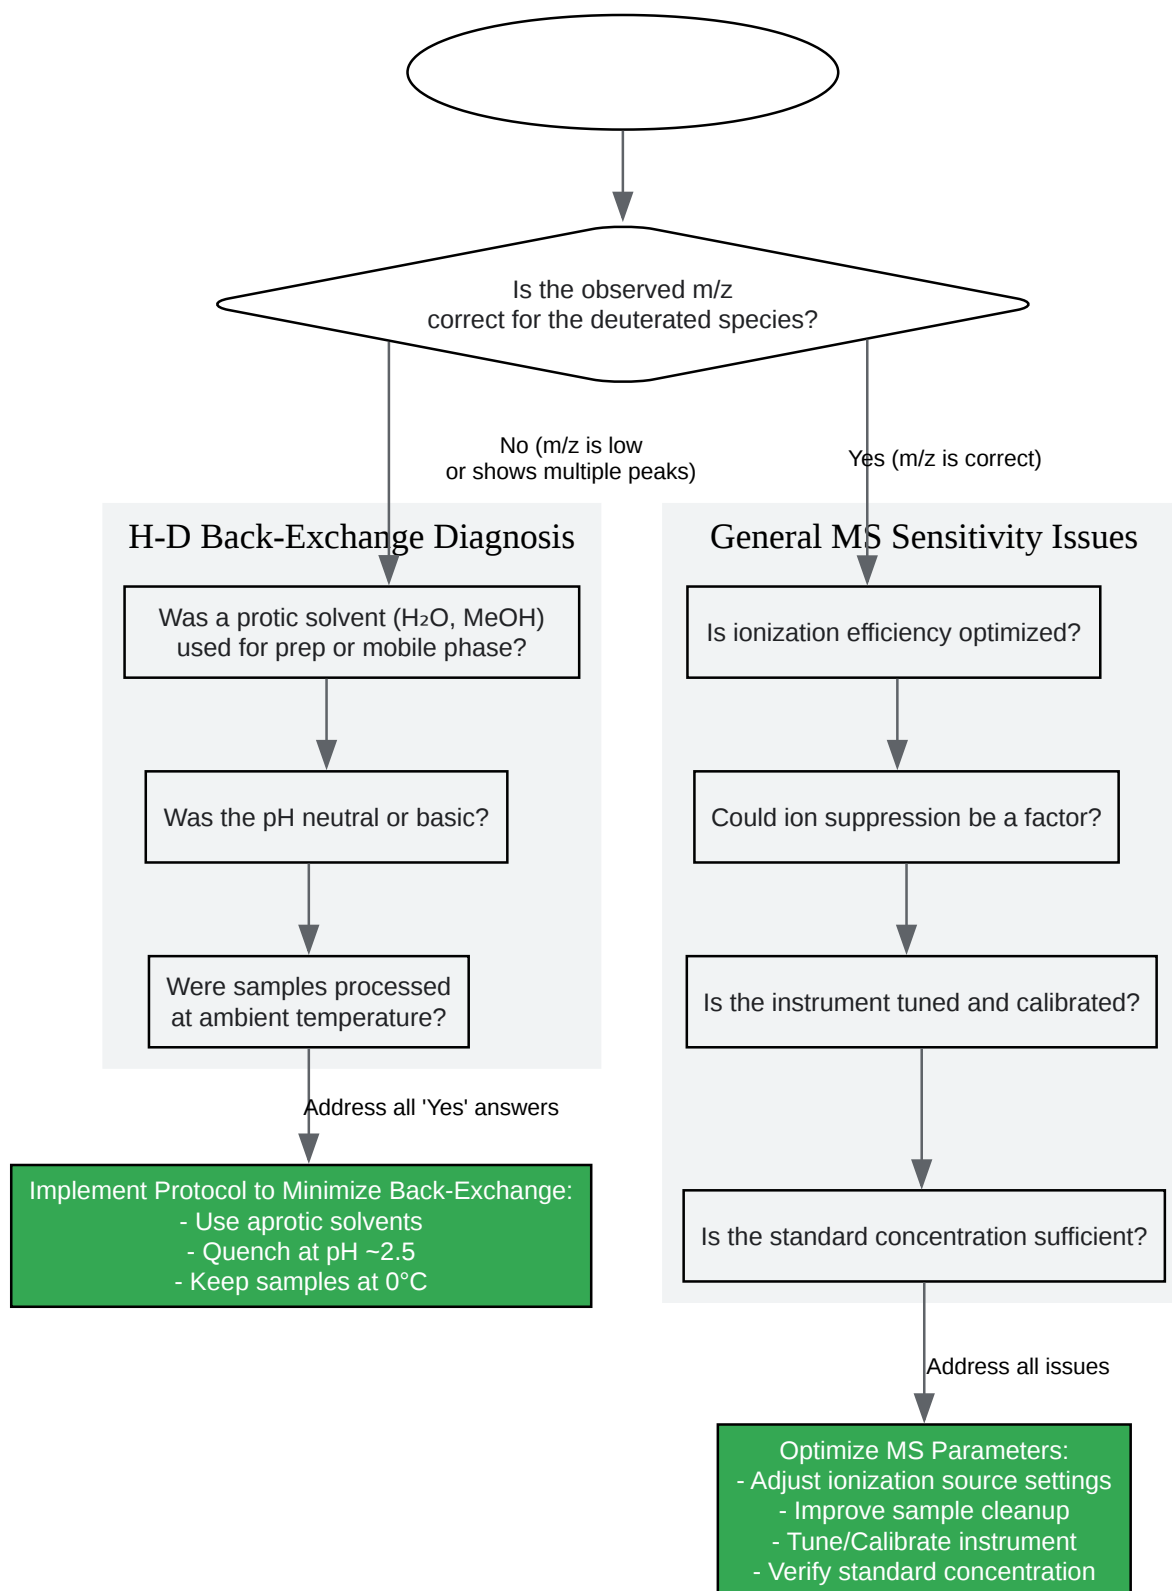 Is the observed m/z
correct for the deuterated species?
No (m/z is low
or shows multiple peaks)
Yes (m/z is correct)
H-D Back-Exchange Diagnosis
Was a protic solvent (H₂O, MeOH)
used for prep or mobile phase?
Was the pH neutral or basic?
Were samples processed
at ambient temperature?
Address all 'Yes' answers
Implement Protocol to Minimize Back-Exchange:
- Use aprotic solvents
- Quench at pH ~2.5
- Keep samples at 0°C
General MS Sensitivity Issues
Is ionization efficiency optimized?
Could ion suppression be a factor?
Is the instrument tuned and calibrated?
Is the standard concentration sufficient?
Address all issues
Optimize MS Parameters:
- Adjust ionization source settings
- Improve sample cleanup
- Tune/Calibrate instrument
- Verify standard concentration